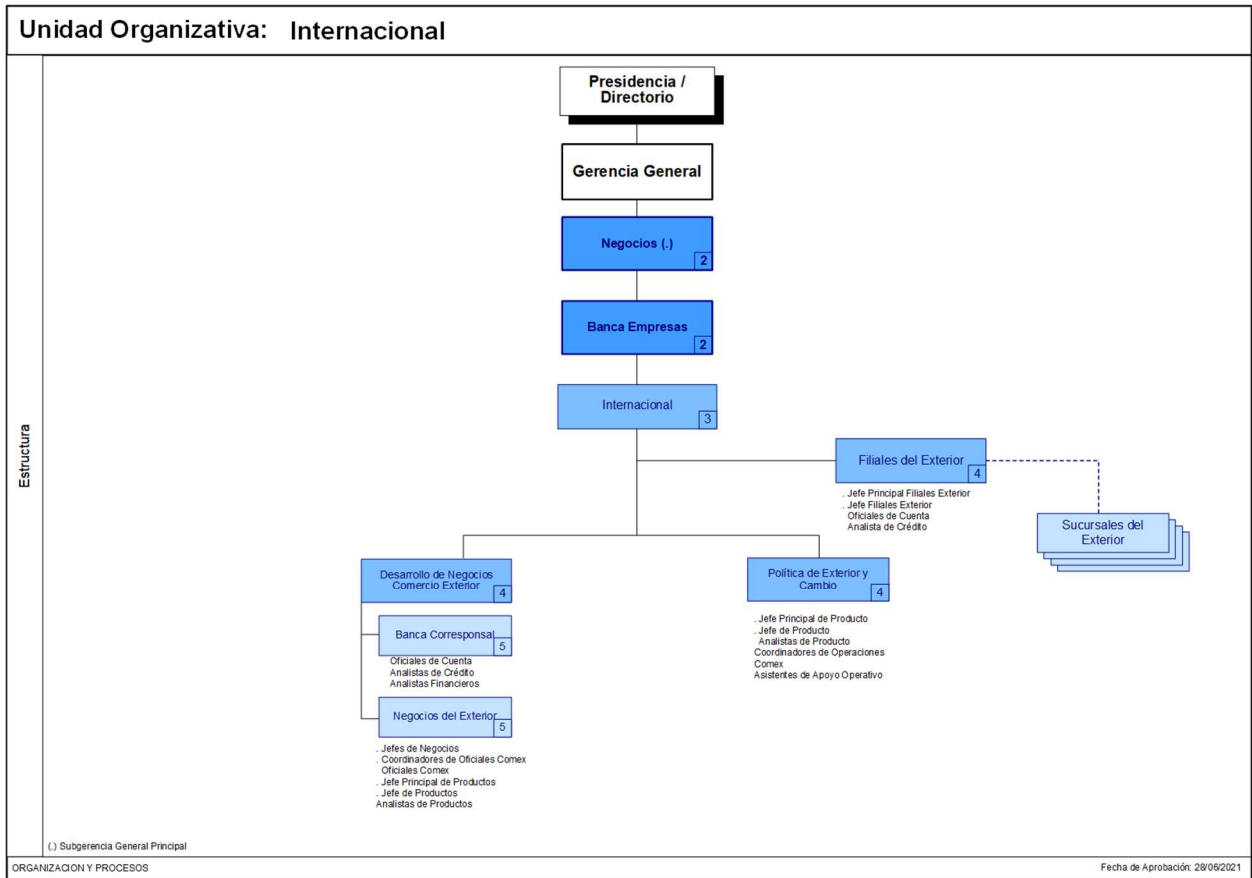 Unidad Organizativa: Internacional
Estructura
Presidencia /
Directorio
Gerencia General
Negocios (.)
2
Banca Empresas
2
Internacional
3
Filiales del Exterior
4
. Jefe Principal Filiales Exterior
. Jefe Filiales Exterior
Oficiales de Cuenta
Analista de Crédito
Sucursales del
Exterior
Desarrollo de Negocios
Comercio Exterior
4
Banca Corresponsal
5
Oficiales de Cuenta
Analistas de Crédito
Analistas Financieros
Negocios del Exterior
5
. Jefes de Negocios
. Coordinadores de Oficiales Comex
Oficiales Comex
. Jefe Principal de Productos
. Jefe de Productos
Analistas de Productos
Política de Exterior y
Cambio
4
. Jefe Principal de Producto
. Jefe de Producto
Analistas de Producto
Coordinadores de Operaciones
Comex
Asistentes de Apoyo Operativo
(.) Subgerencia General Principal
ORGANIZACION Y PROCESOS
Fecha de Aprobación: 28/06/2021